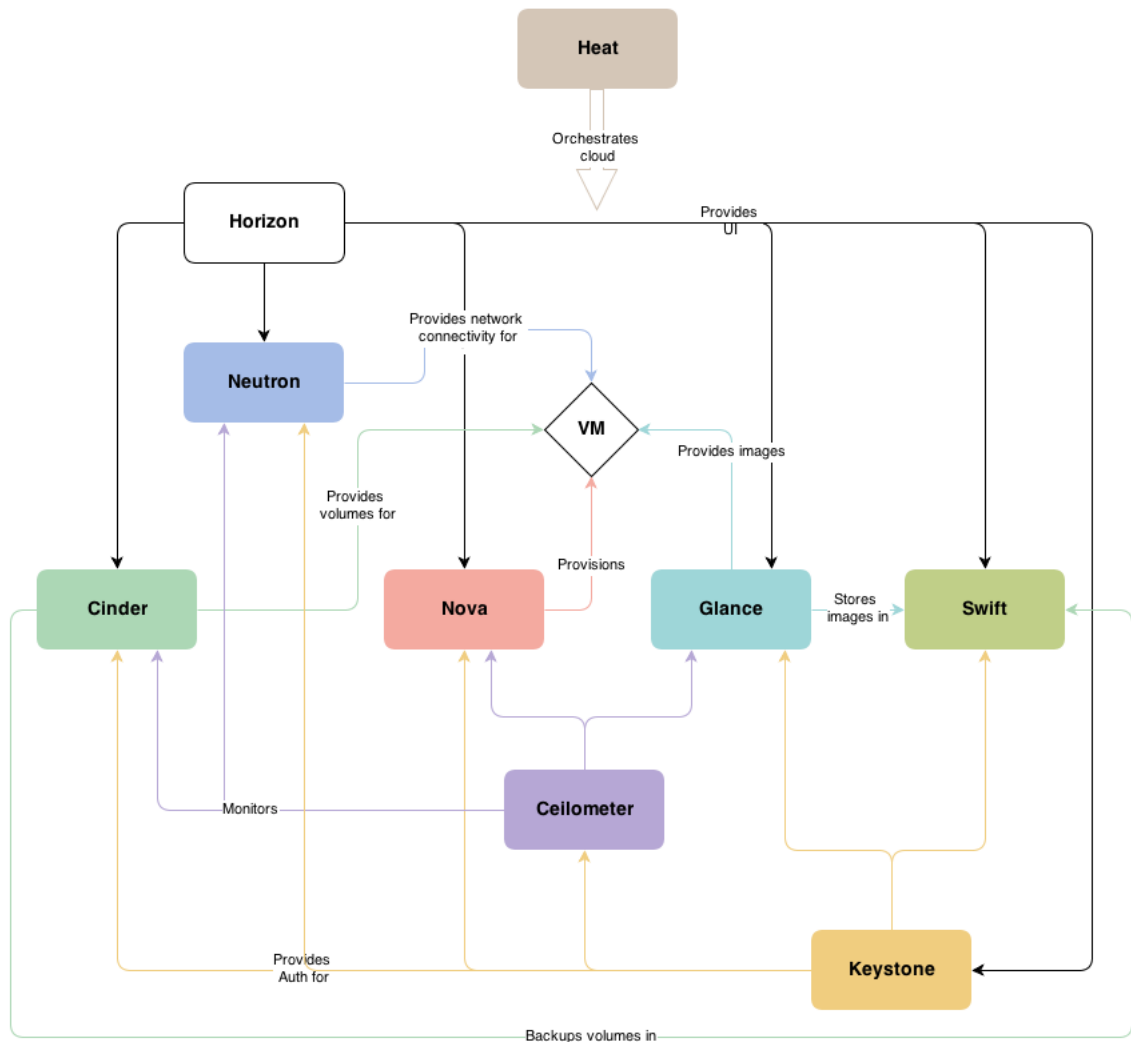 Heat
Orchestrates
cloud
Horizon
Provides
UI
Provides network
connectivity for
Neutron
VM
Provides images
Provides
volumes for
Provisions
Cinder
Nova
Glance
Stores
images in
Swift
Monitors
Ceilometer
Provides
Auth for
Keystone
Backups volumes in